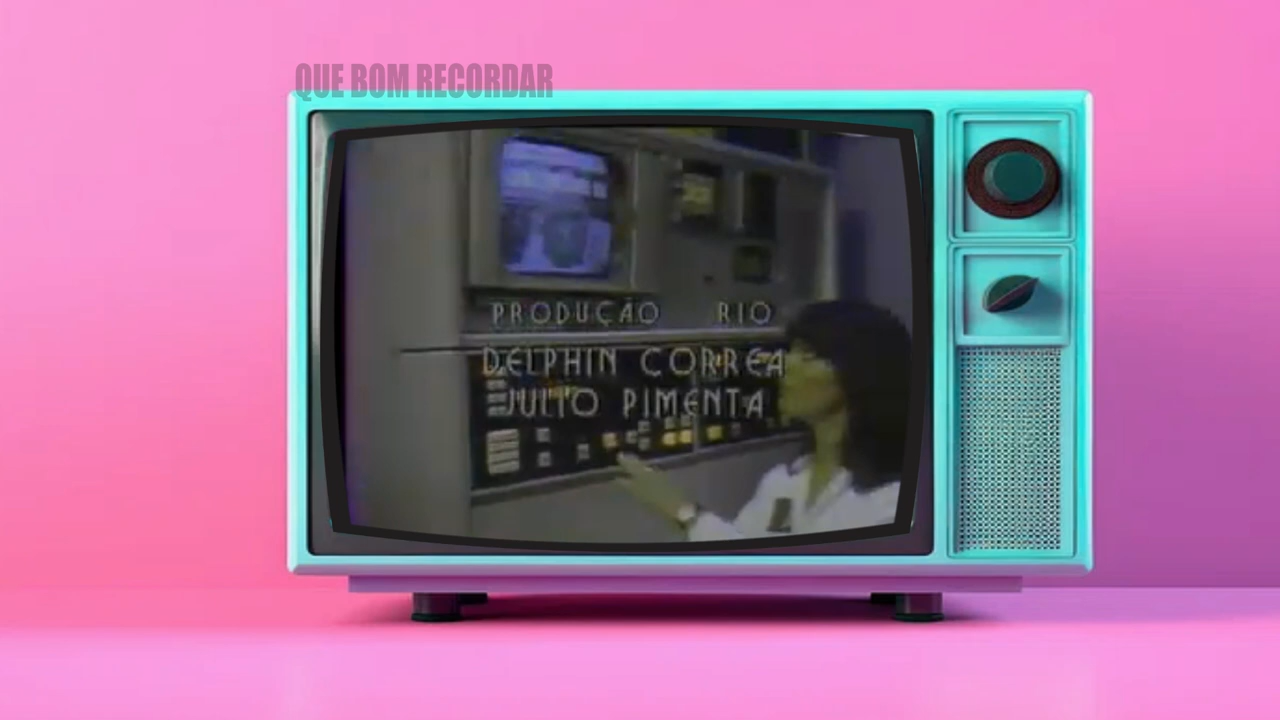 QUE BOM RECORDAR
PRODUÇÃO RIO
DELPHIN CORREA
JULIO PIMENTA